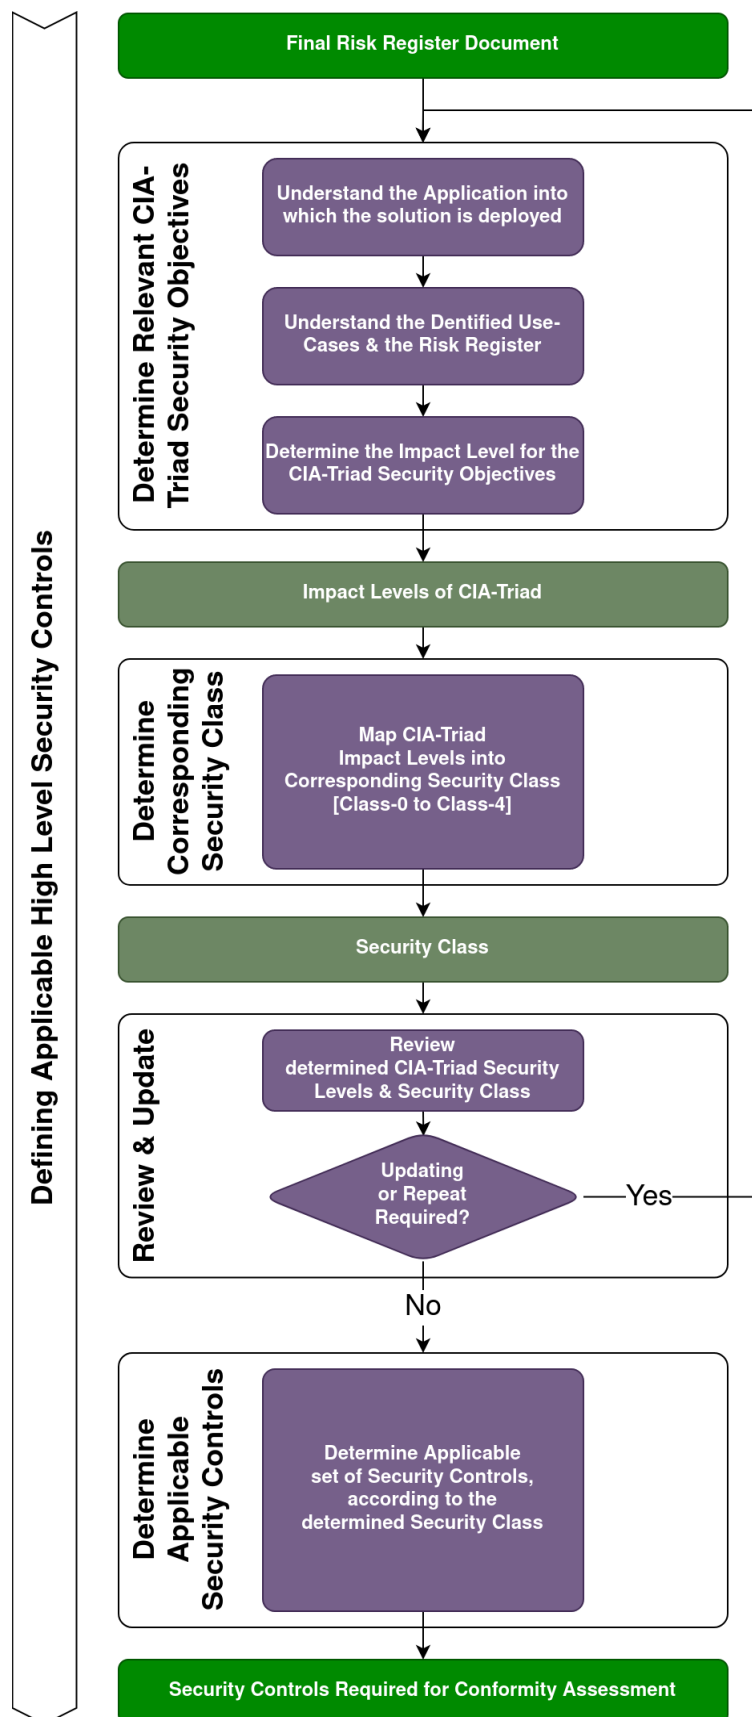 Defining Applicable High Level Security Controls
Final Risk Register Document
Determine Relevant CIA-
Triad Security Objectives
Understand the Application into
which the solution is deployed
Understand the Dentified Use-
Cases & the Risk Register
Determine the Impact Level for the
CIA-Triad Security Objectives
Impact Levels of CIA-Triad
Determine
Corresponding
Security Class
Map CIA-Triad
Impact Levels into
Corresponding Security Class
[Class-0 to Class-4]
Security Class
Review & Update
Review
determined CIA-Triad Security
Levels & Security Class
Updating
or Repeat
Required?
Yes
No
Determine
Applicable
Security Controls
Determine Applicable
set of Security Controls,
according to the
determined Security Class
Security Controls Required for Conformity Assessment